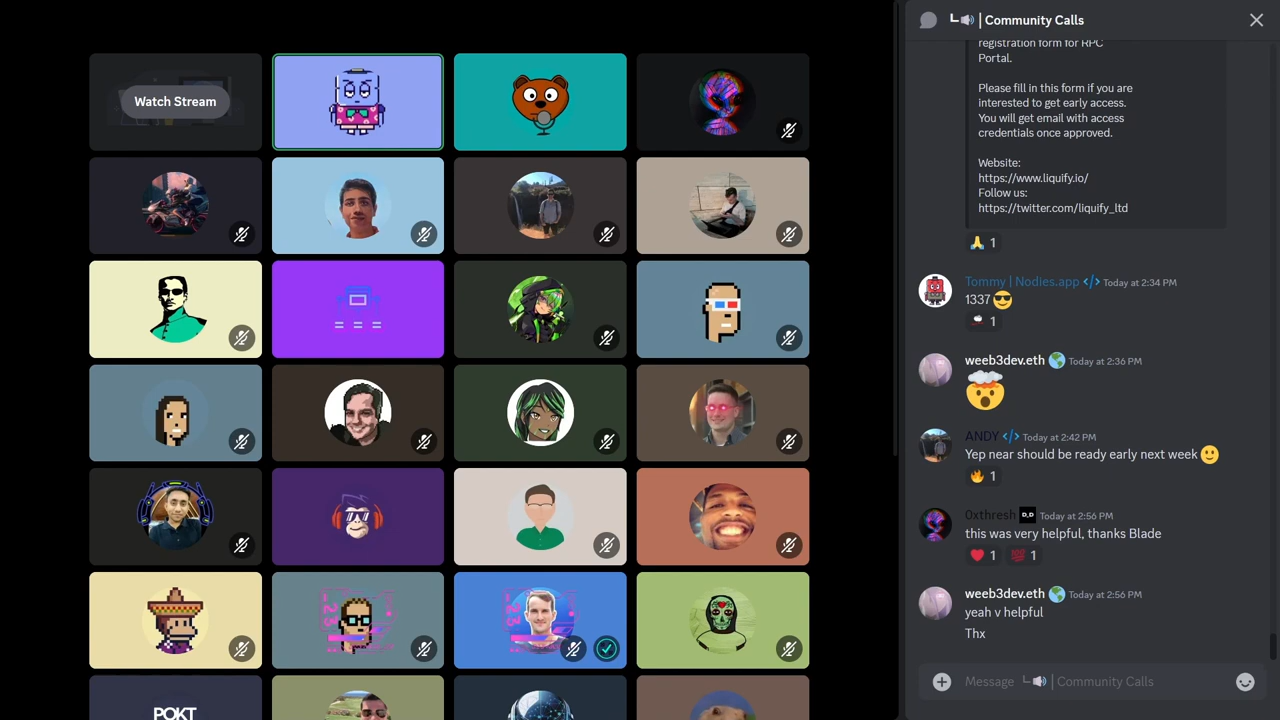 Watch Stream
POKT
Community Calls
registration form for RPC
Portal.
Please fill in this form if you are
interested to get early access.
You will get email with access
credentials once approved.
Website:
https://www.liquify.io/
Follow us:
https://twitter.com/liquify_ltd
🙏 1
Tommy | Nodies.app </> Today at 2:34 PM
1337 😎
1
weeb3dev.eth Today at 2:36 PM
🤯
ANDY </> Today at 2:42 PM
Yep near should be ready early next week 🙂
🔥 1
0xthresh D_D Today at 2:56 PM
this was very helpful, thanks Blade
❤️ 1 💯 1
weeb3dev.eth Today at 2:56 PM
yeah v helpful
Thx
Message └🔊 | Community Calls